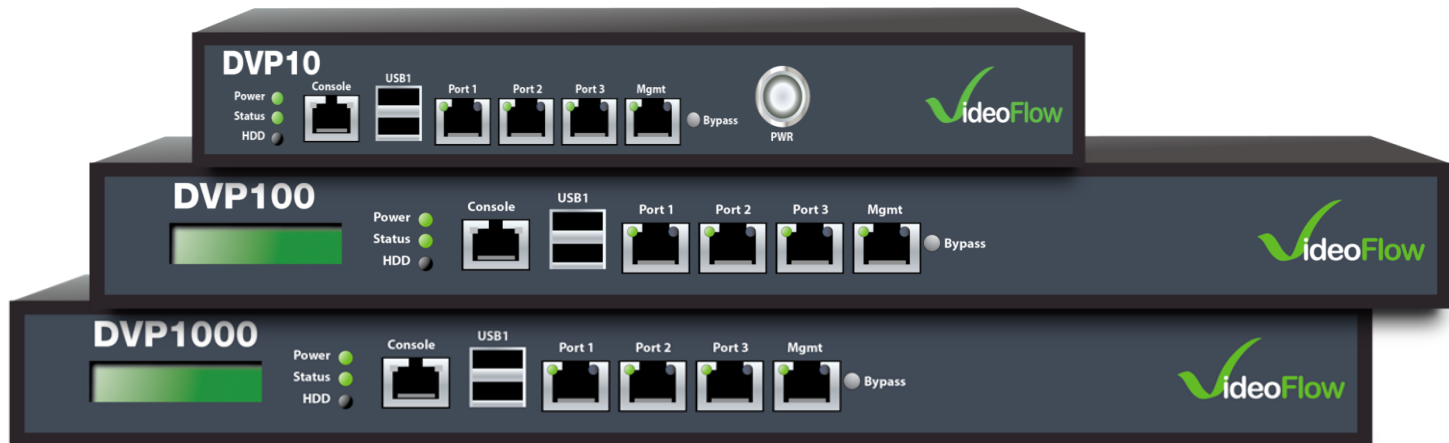 DVP10
Power
Status
HDD
Console
USB1
Port 1
Port 2
Port 3
Mgmt
Bypass
PWR
VideoFlow
DVP100
Power
Status
HDD
Console
USB1
Port 1
Port 2
Port 3
Mgmt
Bypass
VideoFlow
DVP1000
Power
Status
HDD
Console
USB1
Port 1
Port 2
Port 3
Mgmt
Bypass
VideoFlow